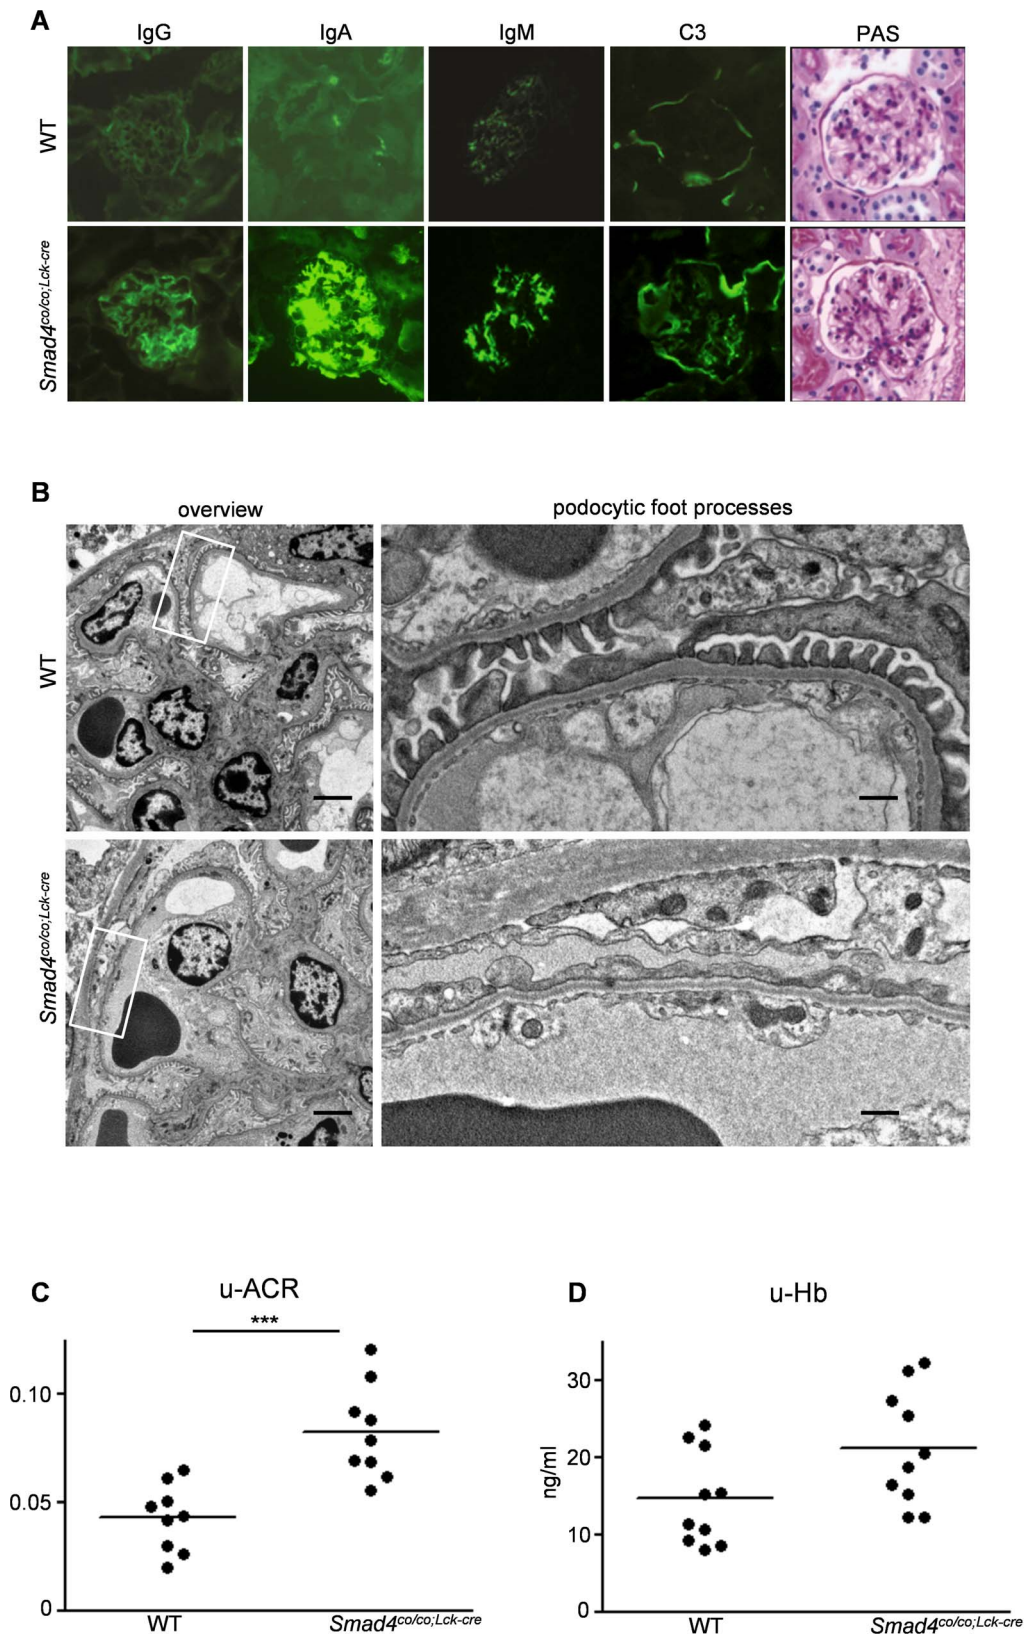 A
IgG IgA IgM C3 PAS
WT
Smad4co/co;Lck-cre
B
overview podocytic foot processes
WT
Smad4co/co;Lck-cre
C u-ACR
***
0.10
0.05
0
WT Smad4co/co;Lck-cre
D u-Hb
ng/ml
30
20
10
0
WT Smad4co/co;Lck-cre